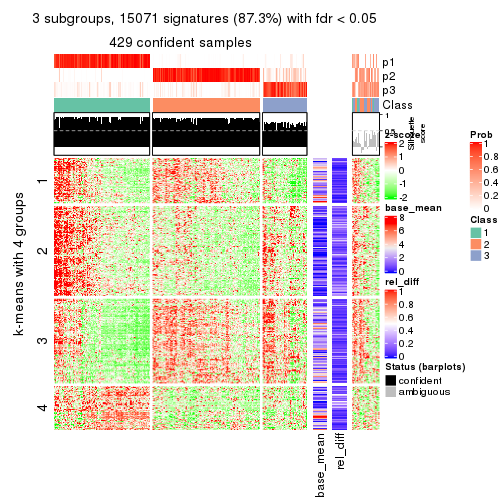 3 subgroups, 15071 signatures (87.3%) with fdr < 0.05
429 confident samples
p1
p2
p3
Class
1
0.5
Silhouette
score
z-score
2
1
0
-1
-2
base_mean
8
6
4
2
0
rel_diff
1
0.8
0.6
0.4
0.2
0
Status (barplots)
confident
ambiguous
Prob
1
0.8
0.6
0.4
0.2
0
Class
1
2
3
k-means with 4 groups
1
2
3
4
base_mean
rel_diff